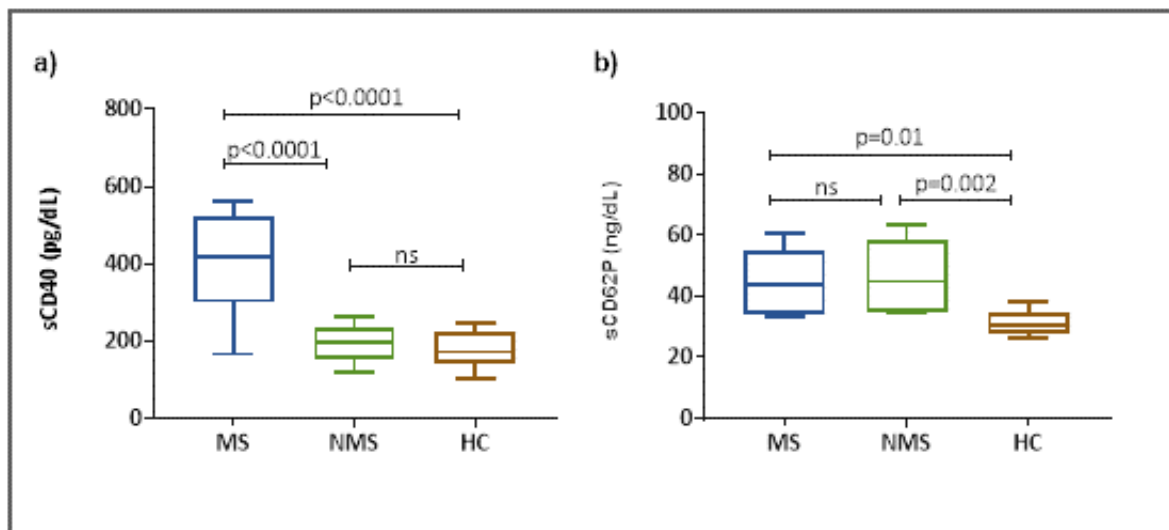 a)
sCD40 (pg/dL)
800
600
400
200
0
p<0.0001
p<0.0001
ns
MS
NMS
HC
b)
sCD62P (ng/dL)
100
80
60
40
20
0
p=0.01
ns
p=0.002
MS
NMS
HC